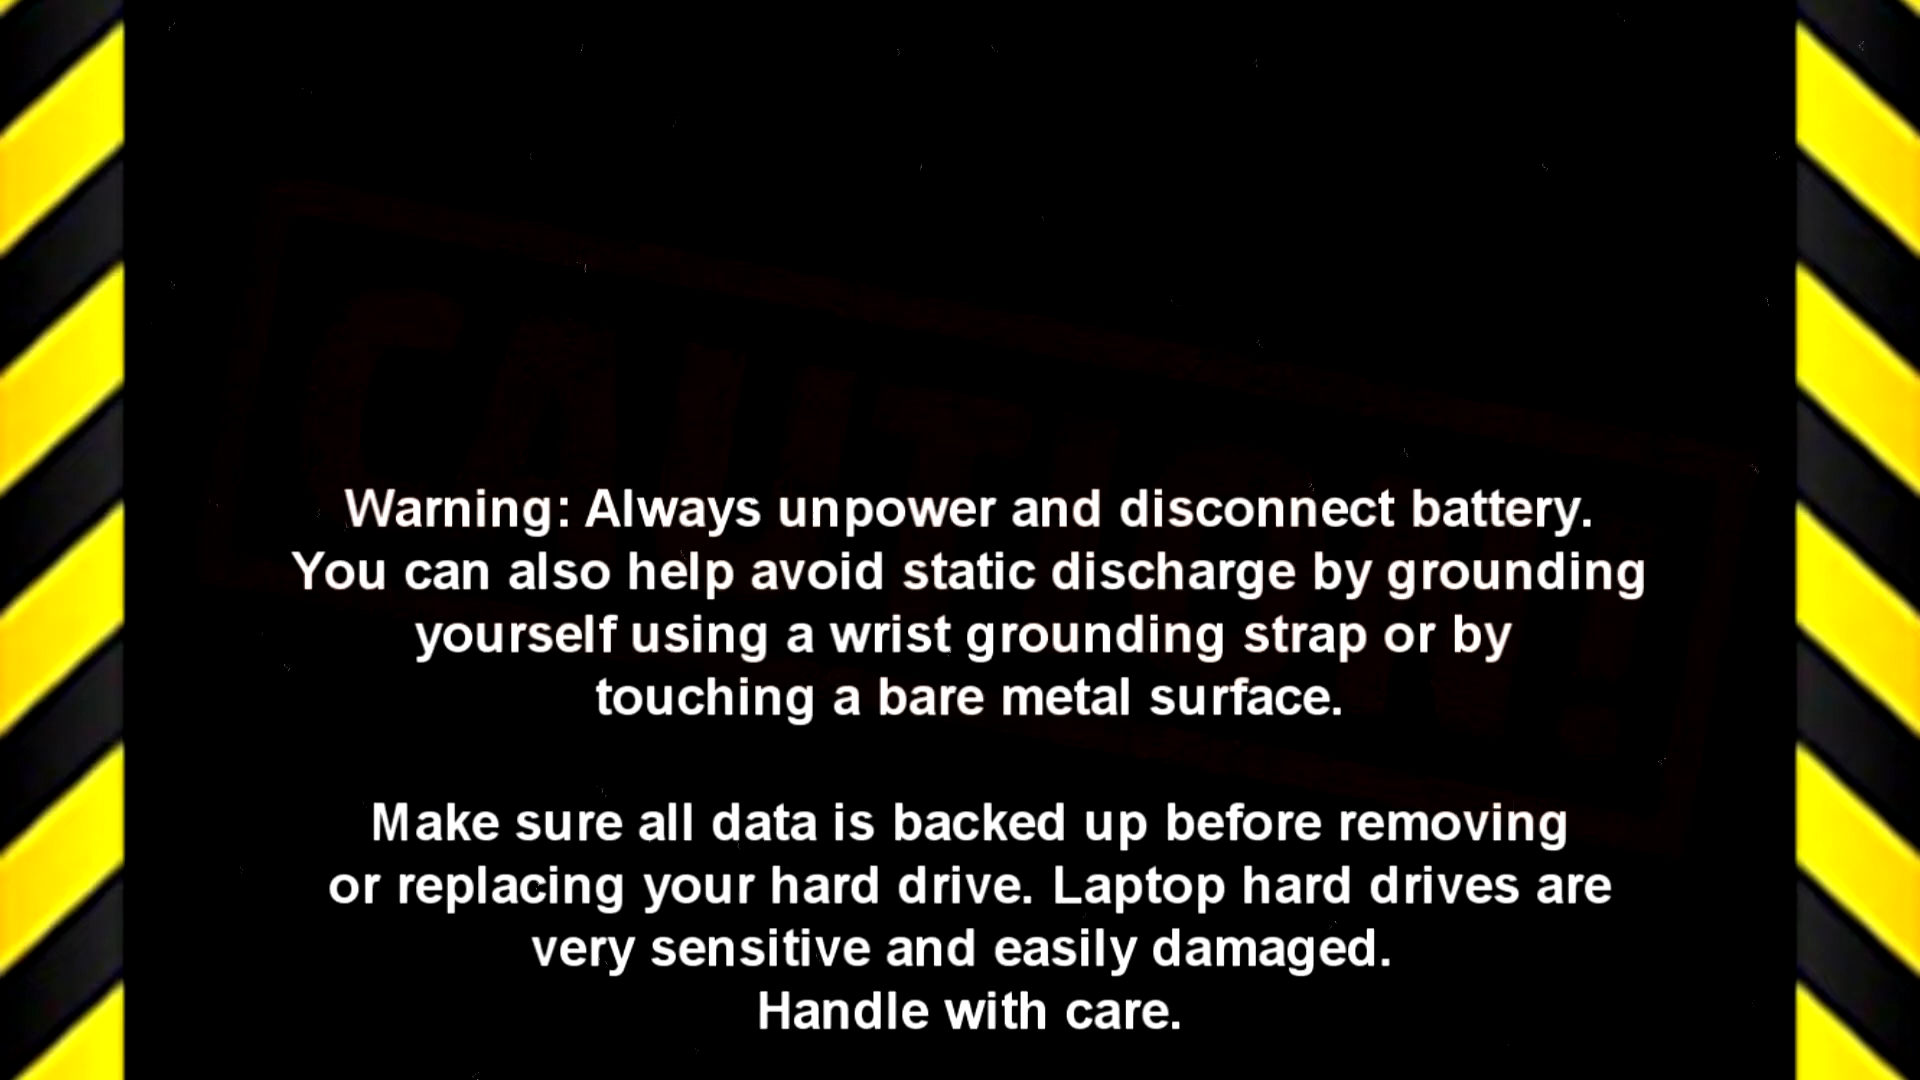 CAUTION!
Warning: Always unpower and disconnect battery.
You can also help avoid static discharge by grounding
yourself using a wrist grounding strap or by
touching a bare metal surface.
Make sure all data is backed up before removing
or replacing your hard drive. Laptop hard drives are
very sensitive and easily damaged.
Handle with care.